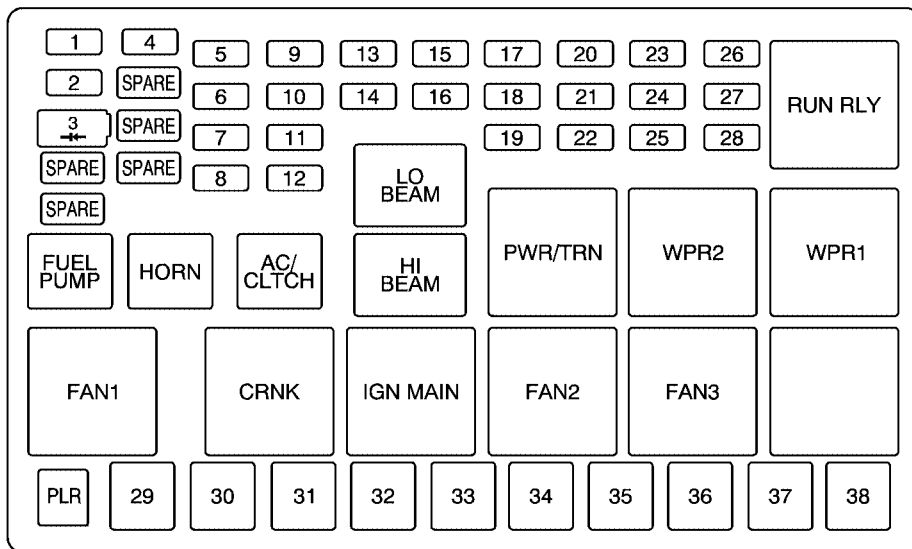 1
4
5
9
13
15
17
20
23
26
2
SPARE
6
10
14
16
18
21
24
27
RUN RLY
3
SPARE
7
11
19
22
25
28
SPARE
SPARE
8
12
LO
BEAM
SPARE
FUEL
PUMP
HORN
AC/
CLTCH
HI
BEAM
PWR/TRN
WPR2
WPR1
FAN1
CRNK
IGN MAIN
FAN2
FAN3
PLR
29
30
31
32
33
34
35
36
37
38